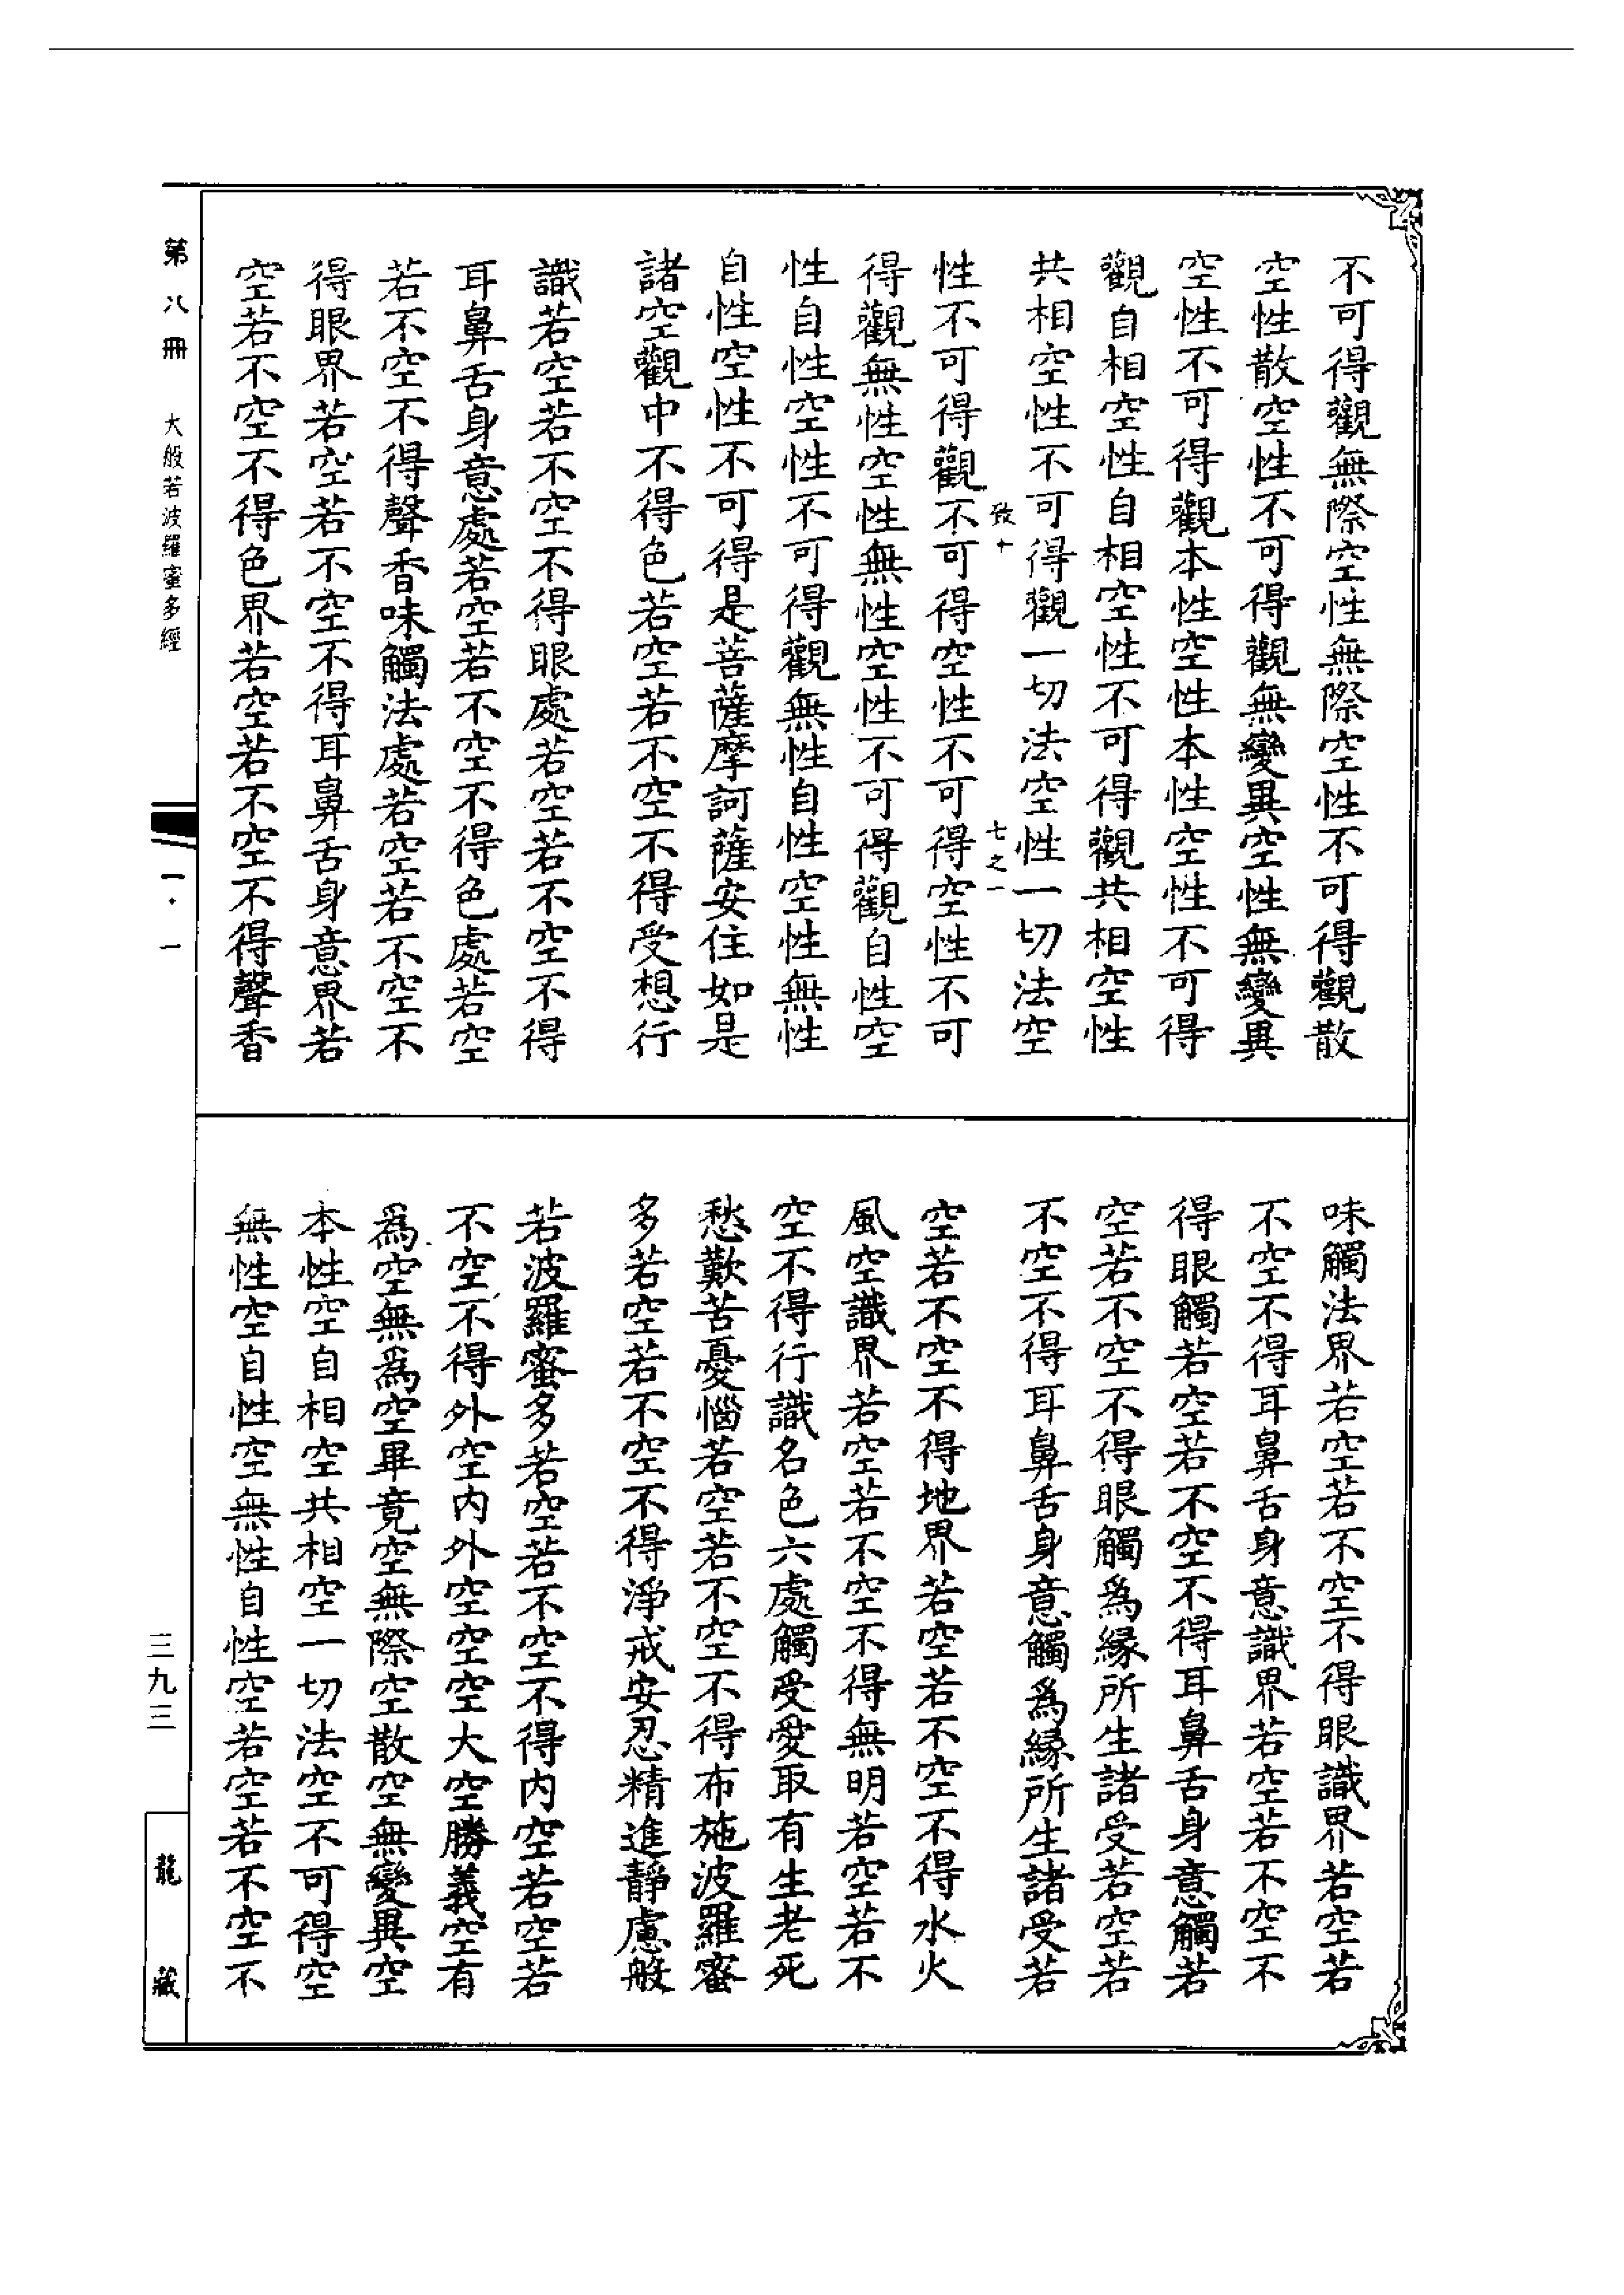 不可得觀無際空性無際空性不可得觀散
空性散空性不可得觀無變異空性無變異
空性不可得觀本性空性本性空性不可得
觀自相空性自相空性不可得觀共相空性
共相空性不可得觀一切法空性一切法空
性不可得觀不可得空性不可得空性不可
得觀無性空性無性空性不可得觀自性空
性自性空性不可得觀無性自性空性無性
自性空性不可得是菩薩摩訶薩安住如是
諸空觀中不得色若空若不空不得受想行
識若空若不空不得眼處若空若不空不得
耳鼻舌身意處若空若不空不得色處若空
若不空不得聲香味觸法處若空若不空不
得眼界若空若不空不得耳鼻舌身意界若
空若不空不得色界若空若不空不得聲香
味觸法界若空若不空不得眼識界若空若
不空不得耳鼻舌身意識界若空若不空不
得眼觸若空若不空不得耳鼻舌身意觸若
空若不空不得眼觸為緣所生諸受若空若
不空不得耳鼻舌身意觸為緣所生諸受若
空若不空不得地界若空若不空不得水火
風空識界若空若不空不得無明若空若不
空不得行識名色六處觸受愛取有生老死
愁歎苦憂惱若空若不空不得布施波羅蜜
多若空若不空不得淨戒安忍精進靜慮般
若波羅蜜多若空若不空不得内空若空若
不空不得外空内外空空空大空勝義空有
為空無為空畢竟空無際空散空無變異空
本性空自相空共相空一切法空不可得空
無性空自性空無性自性空若空若不空不
七之一
第八冊 大般若波羅蜜多經
一·一
三九三
龍藏